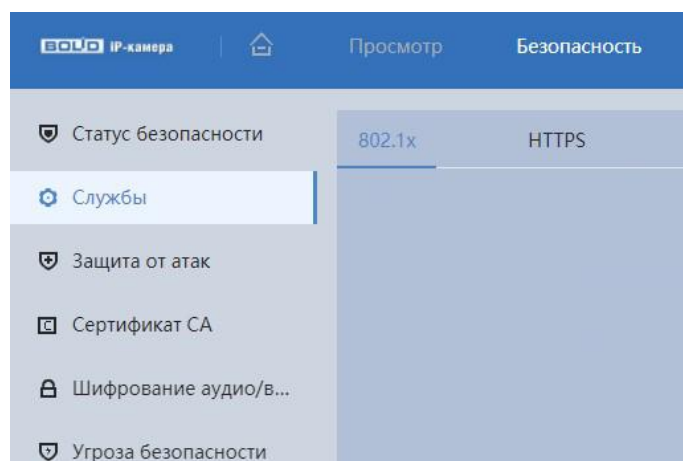 BOLID IP-камера Просмотр Безопасность
Статус безопасности 802.1x HTTPS
Службы
Защита от атак
Сертификат CA
Шифрование аудио/в...
Угроза безопасности